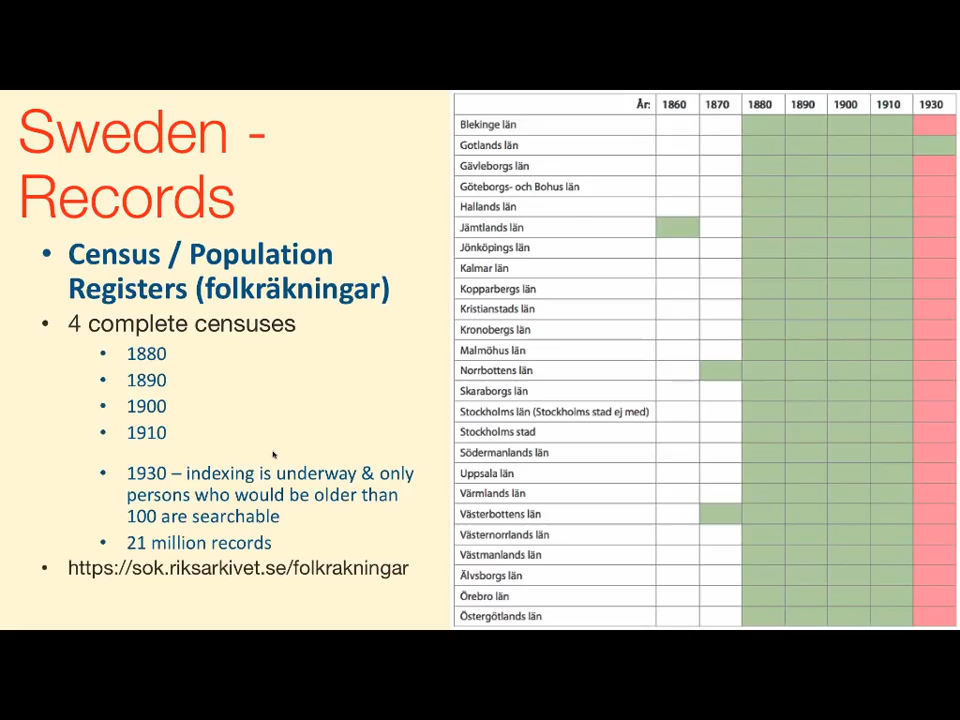 Sweden -
Records
• Census / Population
Registers (folkräkningar)
• 4 complete censuses
• 1880
• 1890
• 1900
• 1910
• 1930 – indexing is underway & only
persons who would be older than
100 are searchable
• 21 million records
• https://sok.riksarkivet.se/folkrakningar
År: 1860 1870 1880 1890 1900 1910 1930
Blekinge län
Gotlands län
Gävleborgs län
Göteborgs- och Bohus län
Hallands län
Jämtlands län
Jönköpings län
Kalmar län
Kopparbergs län
Kristianstads län
Kronobergs län
Malmöhus län
Norrbottens län
Skaraborgs län
Stockholms län (Stockholms stad ej med)
Stockholms stad
Södermanlands län
Uppsala län
Värmlands län
Västerbottens län
Västernorrlands län
Västmanlands län
Älvsborgs län
Örebro län
Östergötlands län